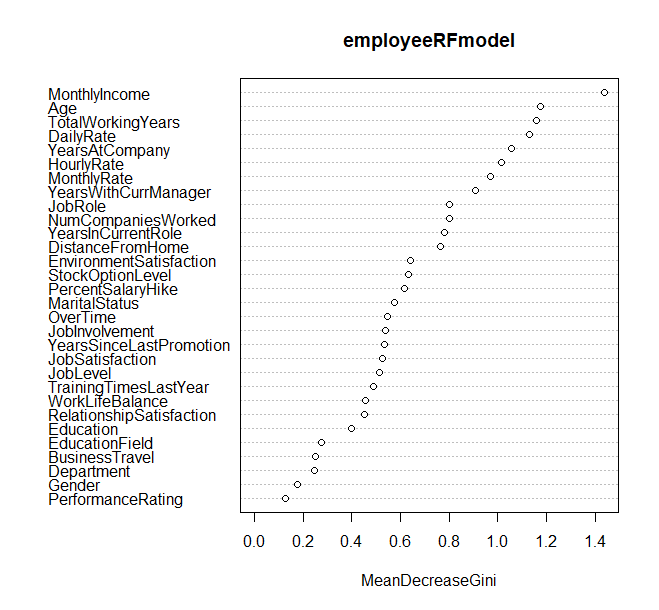 employeeRFmodel
MonthlyIncome
Age
TotalWorkingYears
DailyRate
YearsAtCompany
HourlyRate
MonthlyRate
YearsWithCurrManager
JobRole
NumCompaniesWorked
YearsInCurrentRole
DistanceFromHome
EnvironmentSatisfaction
StockOptionLevel
PercentSalaryHike
MaritalStatus
OverTime
JobInvolvement
YearsSinceLastPromotion
JobSatisfaction
JobLevel
TrainingTimesLastYear
WorkLifeBalance
RelationshipSatisfaction
Education
EducationField
BusinessTravel
Department
Gender
PerformanceRating
0.0 0.2 0.4 0.6 0.8 1.0 1.2 1.4
MeanDecreaseGini